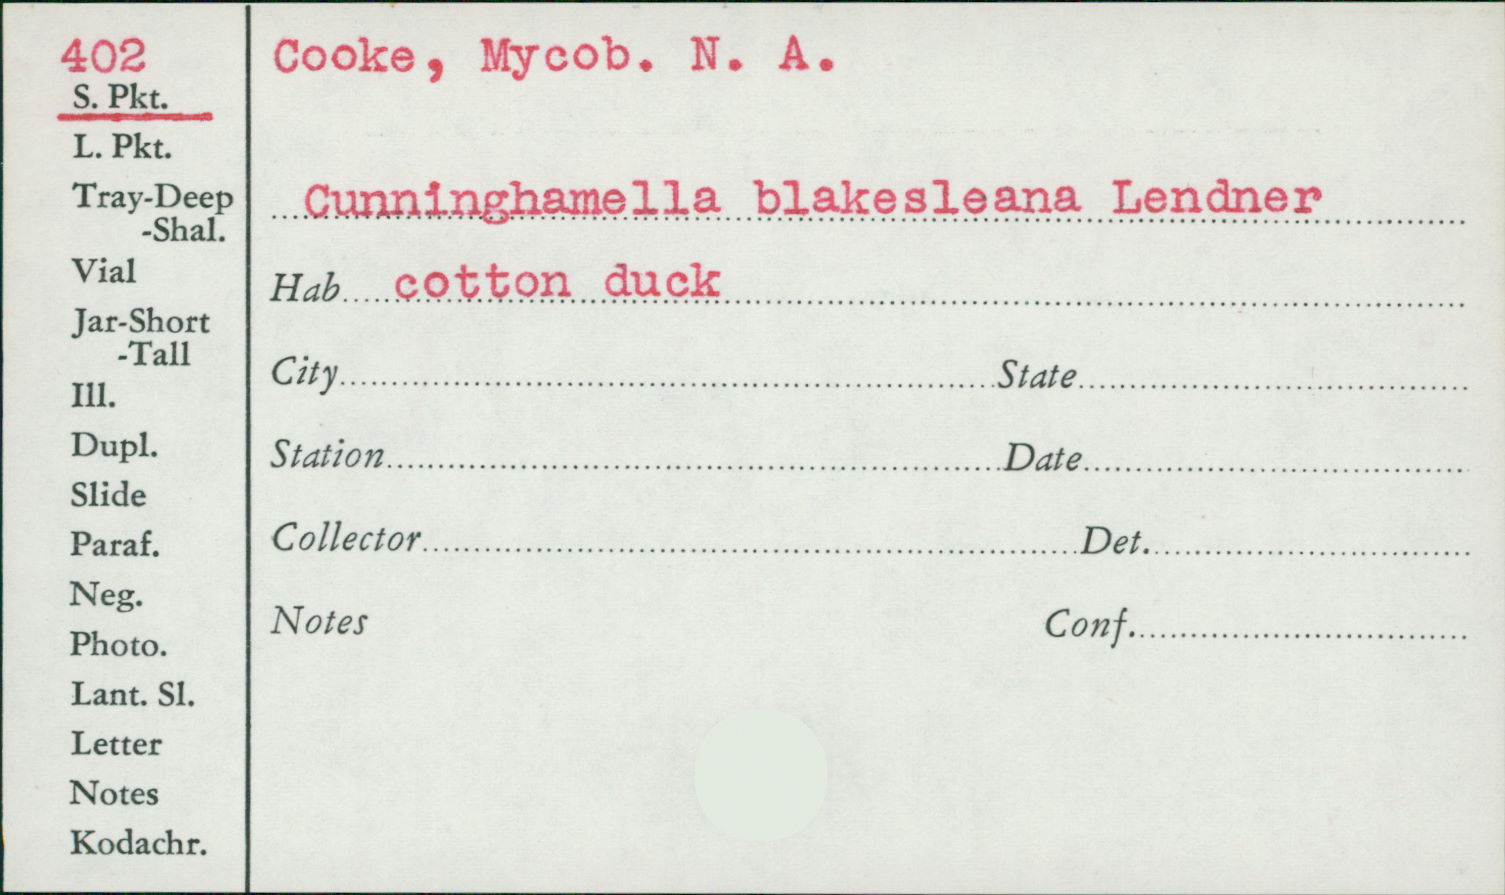 402
S. Pkt.
L. Pkt.
Tray-Deep
-Shal.
Vial
Jar-Short
-Tall
Ill.
Dupl.
Slide
Paraf.
Neg.
Photo.
Lant. Sl.
Letter
Notes
Kodachr.
Cooke, Mycob. N. A.
Cunninghamella blakesleana Lendner
Hab....cotton duck
City.......... State..........
Station.......... Date..........
Collector.......... Det...........
Notes Conf...........